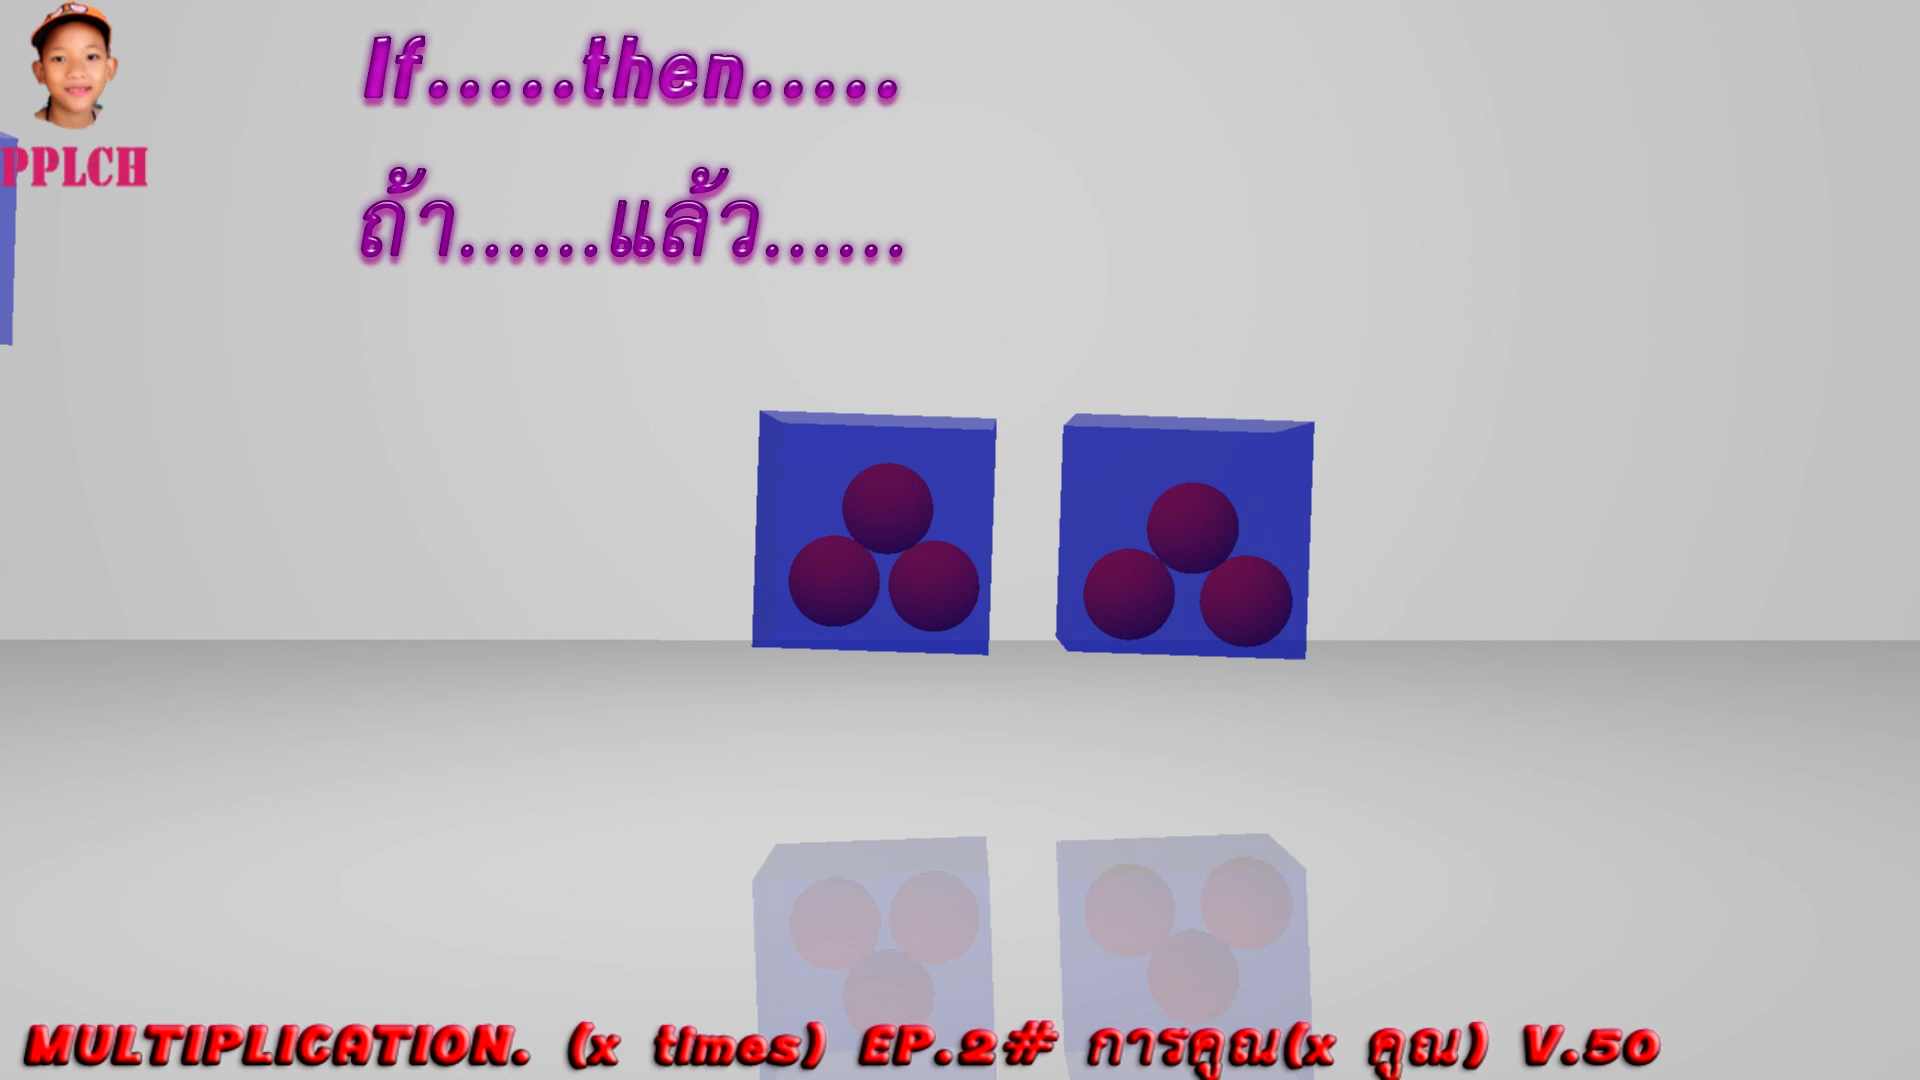 If.....then.....
PPLCH
ถ้า......แล้ว......
MULTIPLICATION. (x times) EP.2# การคูณ(x คูณ) V.50